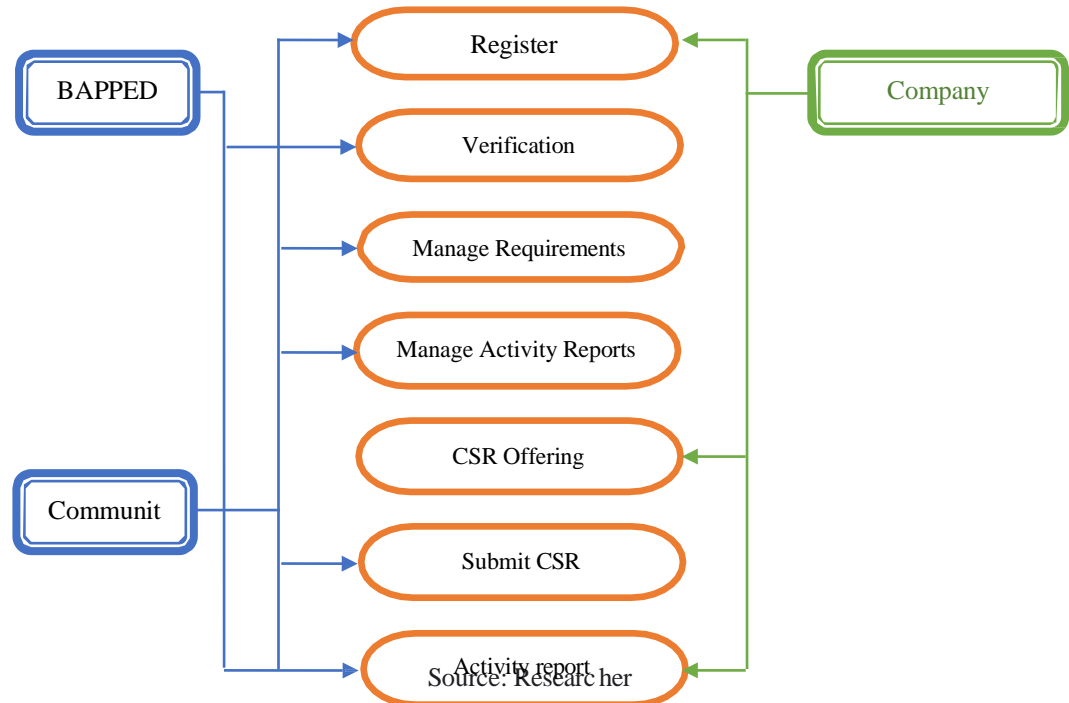 Register
BAPPED
Company
Verification
Manage Requirements
Manage Activity Reports
CSR Offering
Communit
Submit CSR
Activity report
Source: Researc her